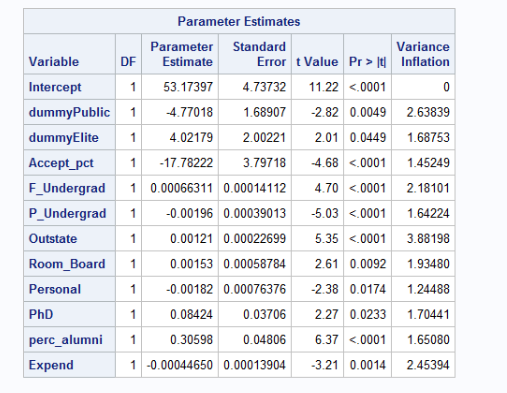 Parameter Estimates
Parameter Standard Variance
Variable DF Estimate Error t Value Pr > |t| Inflation
Intercept 1 53.17397 4.73732 11.22 <.0001 0
dummyPublic 1 -4.77018 1.68907 -2.82 0.0049 2.63839
dummyElite 1 4.02179 2.00221 2.01 0.0449 1.68753
Accept_pct 1 -17.78222 3.79718 -4.68 <.0001 1.45249
F_Undergrad 1 0.00066311 0.00014112 4.70 <.0001 2.18101
P_Undergrad 1 -0.00196 0.00039013 -5.03 <.0001 1.64224
Outstate 1 0.00121 0.00022699 5.35 <.0001 3.88198
Room_Board 1 0.00153 0.00058784 2.61 0.0092 1.93480
Personal 1 -0.00182 0.00076376 -2.38 0.0174 1.24488
PhD 1 0.08424 0.03706 2.27 0.0233 1.70441
perc_alumni 1 0.30598 0.04806 6.37 <.0001 1.65080
Expend 1 -0.00044650 0.00013904 -3.21 0.0014 2.45394